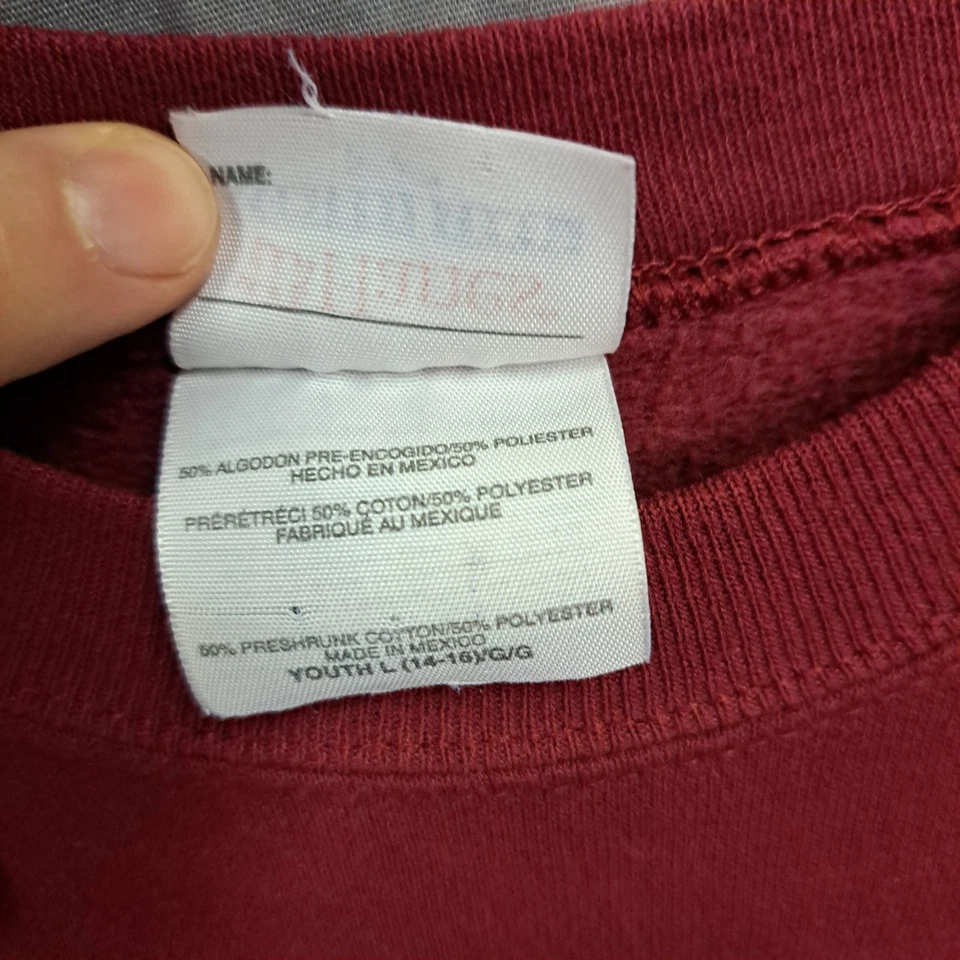 NAME:
50% ALGODON PRE-ENCOGIDO/50% POLIESTER
HECHO EN MEXICO
PRÉRÉTRÉCI 50% COTON/50% POLYESTER
FABRIQUÉ AU MEXIQUE
50% PRESHRUNK COTTON/50% POLYESTER
MADE IN MEXICO
YOUTH L (14-16)/G/G